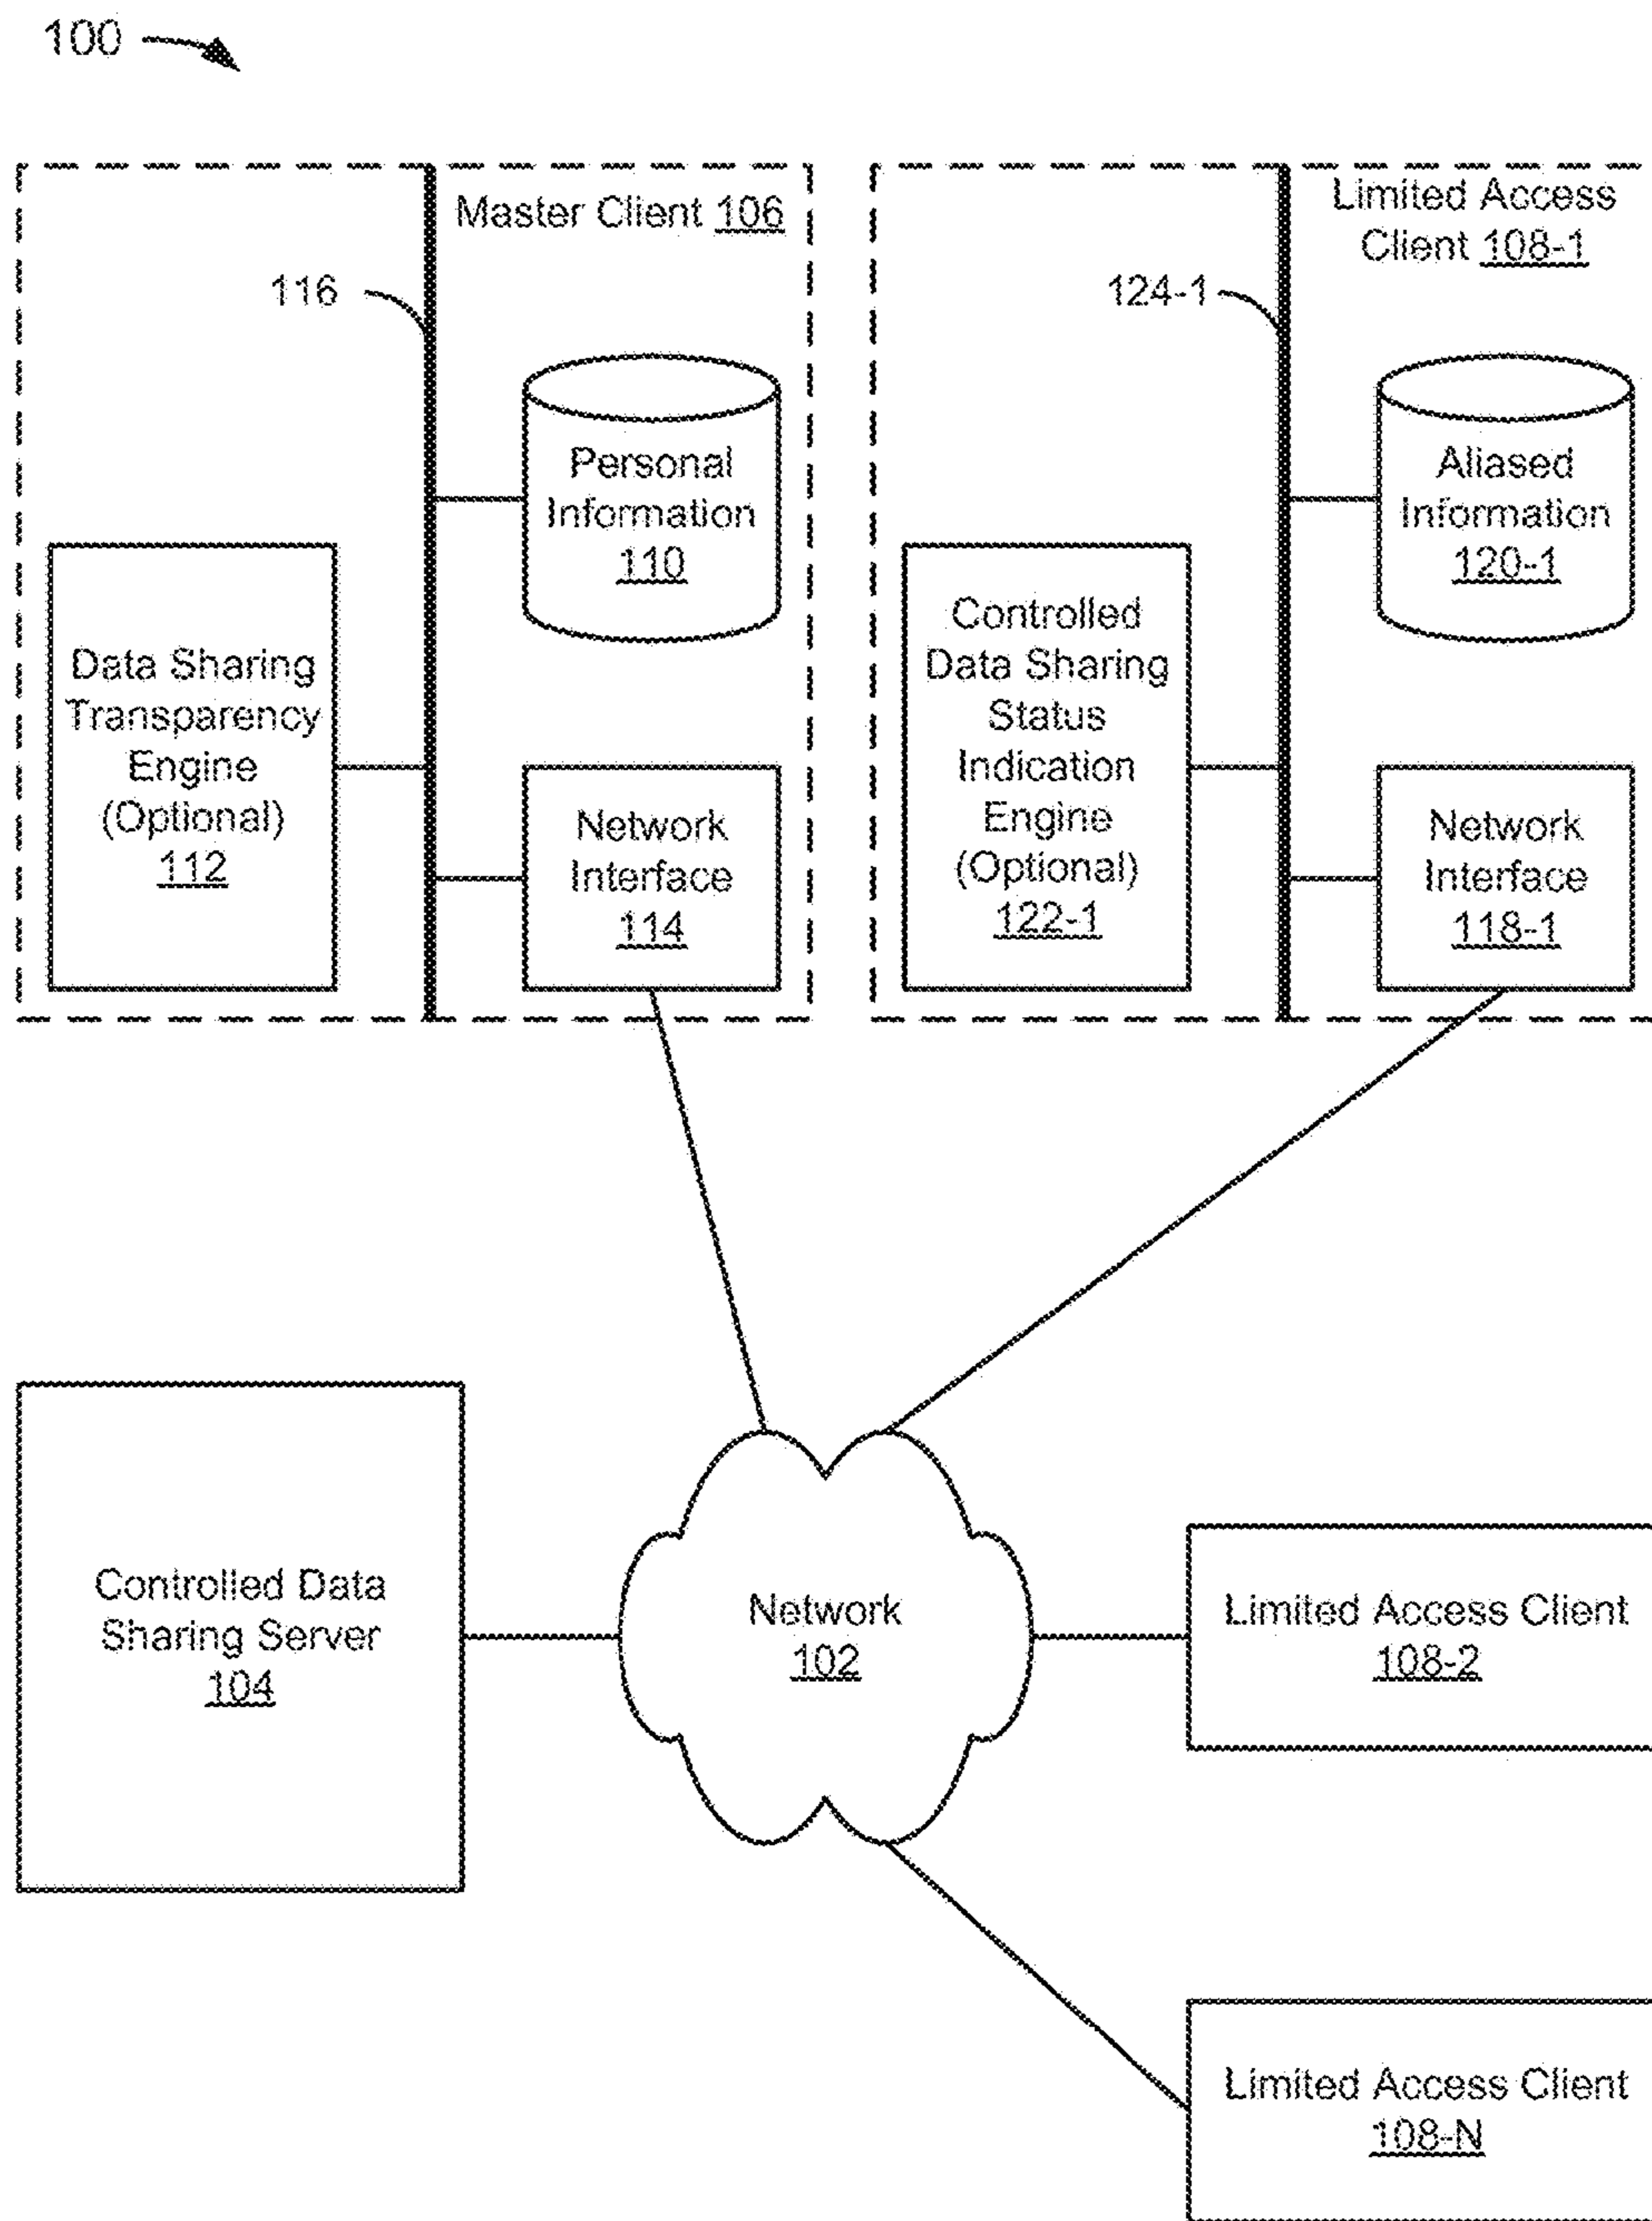 100
Master Client 106
116
Personal
Information
110
Data Sharing
Transparency
Engine
(Optional)
112
Network
Interface
114
Limited Access
Client 108-1
124-1
Aliased
Information
120-1
Controlled
Data Sharing
Status
Indication
Engine
(Optional)
122-1
Network
Interface
118-1
Controlled Data
Sharing Server
104
Network
102
Limited Access Client
108-2
Limited Access Client
108-N